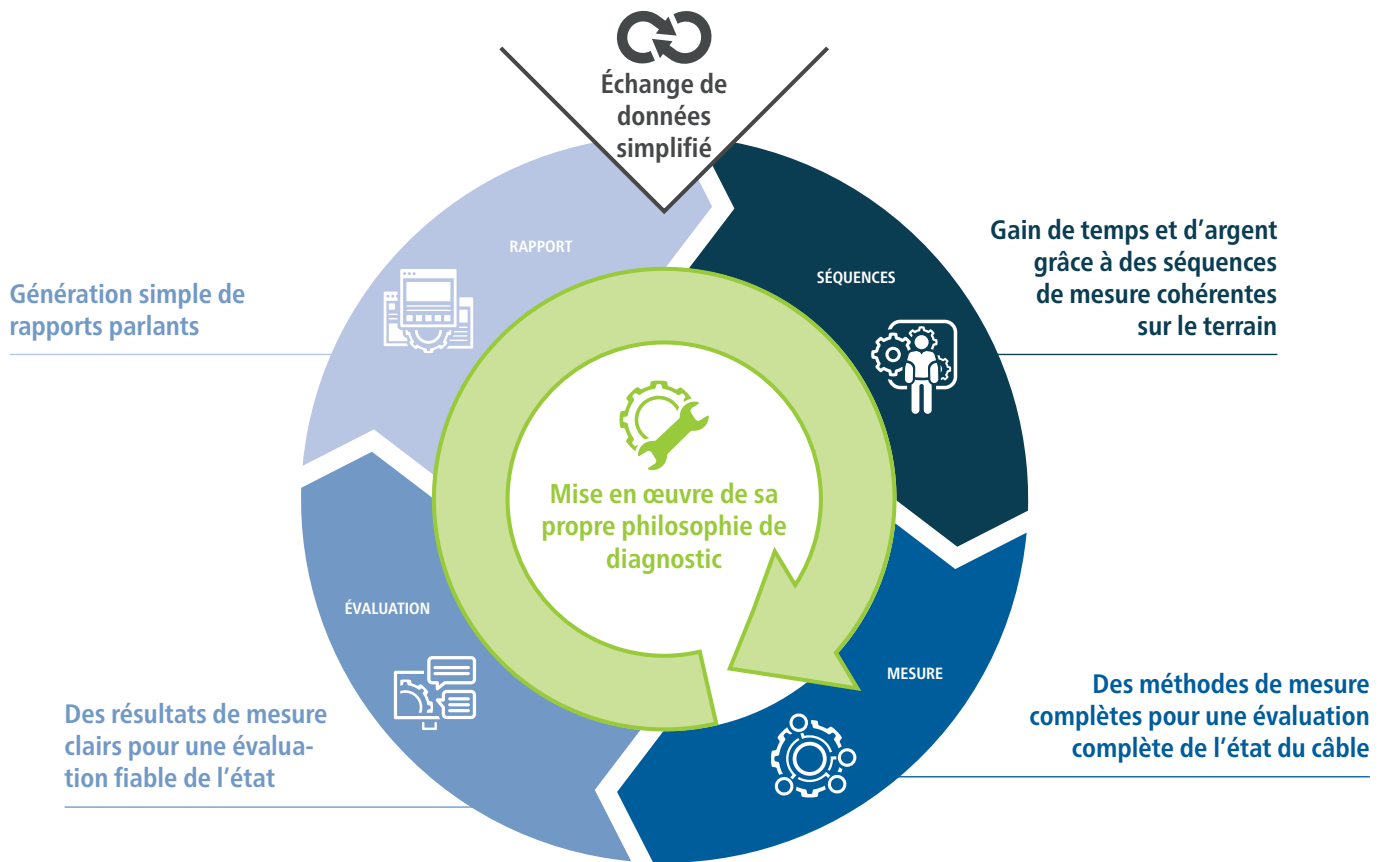 Échange de
données
simplifié
RAPPORT
SÉQUENCES
Gain de temps et d'argent
grâce à des séquences
de mesure cohérentes
sur le terrain
Génération simple de
rapports parlants
Mise en œuvre de sa
propre philosophie de
diagnostic
ÉVALUATION
MESURE
Des résultats de mesure
clairs pour une évalua-
tion fiable de l'état
Des méthodes de mesure
complètes pour une évaluation
complète de l'état du câble